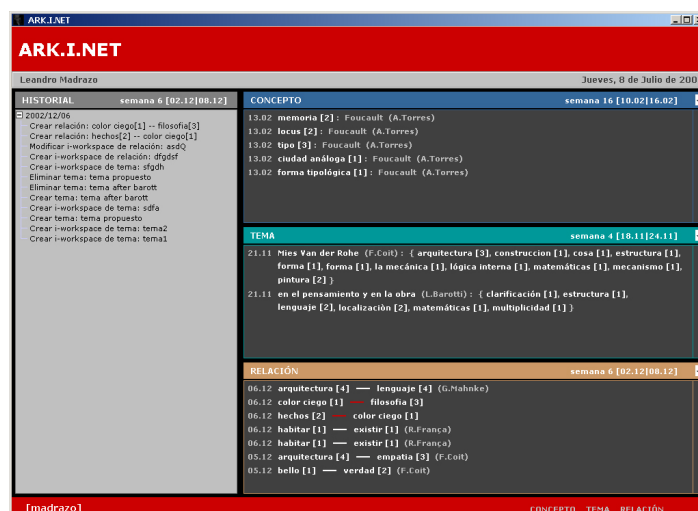 ARK.I.NET
ARK.I.NET
Leandro Madrazo
Jueves, 8 de Julio de 200
HISTORIAL semana 6 [02.12|08.12]
2002/12/06
Crear relación: color ciego[1] -- filosofia[3]
Crear relación: hechos[2] -- color ciego[1]
Modificar i-workspace de relación: asdQ
Crear i-workspace de relación: dfgdsf
Crear i-workspace de tema: sfgdh
Eliminar tema: tema propuesto
Eliminar tema: tema after barott
Crear tema: tema after barott
Crear i-workspace de tema: sdfa
Crear tema: tema propuesto
Crear i-workspace de tema: tema2
Crear i-workspace de tema: tema1
CONCEPTO semana 16 [10.02|16.02]
13.02 memoria [2] : Foucault (A.Torres)
13.02 locus [2] : Foucault (A.Torres)
13.02 tipo [3] : Foucault (A.Torres)
13.02 ciudad análoga [1] : Foucault (A.Torres)
13.02 forma tipológica [1] : Foucault (A.Torres)
TEMA semana 4 [18.11|24.11]
21.11 Mies Van der Rohe (F.Coit) : { arquitectura [3], construccion [1], cosa [1], estructura [1],
forma [1], forma [1], la mecánica [1], lógica interna [1], matemáticas [1], mecanismo [1],
pintura [2] }
21.11 en el pensamiento y en la obra (L.Barotti) : { clarificación [1], estructura [1],
lenguaje [2], localizaciòn [2], matemáticas [1], multiplicidad [1] }
RELACIÓN semana 6 [02.12|08.12]
06.12 arquitectura [4] — lenguaje [4] (G.Mahnke)
06.12 color ciego [1] — filosofia [3]
06.12 hechos [2] — color ciego [1]
06.12 habitar [1] — existir [1] (R.França)
06.12 habitar [1] — existir [1] (R.França)
05.12 arquitectura [4] — empatia [3] (F.Coit)
05.12 bello [1] — verdad [2] (F.Coit)
[madrazo]
CONCEPTO TEMA RELACIÓN